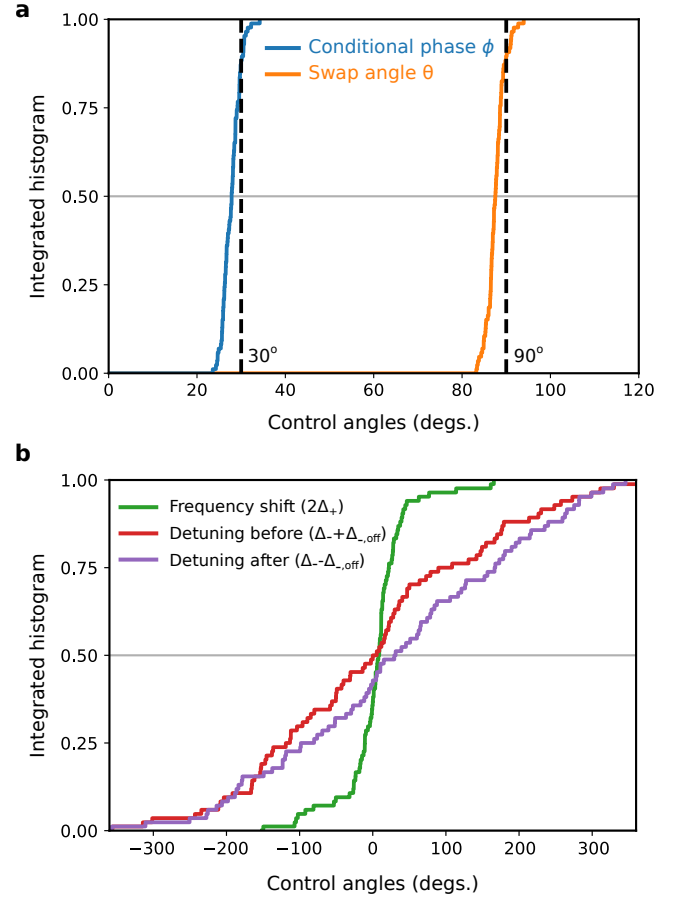 a
1.00
0.75
0.50
0.25
0.00
Integrated histogram
Conditional phase ϕ
Swap angle θ
30°
90°
0 20 40 60 80 100 120
Control angles (degs.)
b
1.00
0.75
0.50
0.25
0.00
Integrated histogram
Frequency shift (2Δ₊)
Detuning before (Δ₋+Δ₋,off)
Detuning after (Δ₋-Δ₋,off)
−300 −200 −100 0 100 200 300
Control angles (degs.)